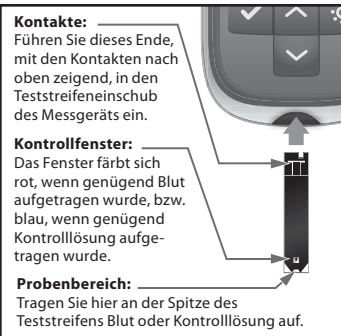 Kontakte:
Führen Sie dieses Ende,
mit den Kontakten nach
oben zeigend, in den
Teststreifeneinschub
des Messgeräts ein.
Kontrollfenster:
Das Fenster färbt sich
rot, wenn genügend Blut
aufgetragen wurde, bzw.
blau, wenn genügend
Kontrolllösung aufge-
tragen wurde.
Probenbereich:
Tragen Sie hier an der Spitze des
Teststreifens Blut oder Kontrolllösung auf.